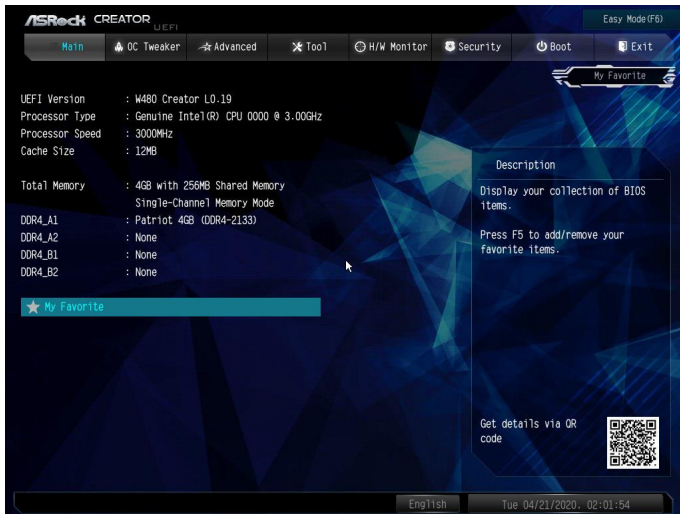 ASRock CREATOR UEFI
Easy Mode(F6)
Main OC Tweaker Advanced Tool H/W Monitor Security Boot Exit
My Favorite
UEFI Version : W480 Creator L0.19
Processor Type : Genuine Intel(R) CPU 0000 @ 3.00GHz
Processor Speed : 3000MHz
Cache Size : 12MB
Total Memory : 4GB with 256MB Shared Memory
Single-Channel Memory Mode
DDR4_A1 : Patriot 4GB (DDR4-2133)
DDR4_A2 : None
DDR4_B1 : None
DDR4_B2 : None
My Favorite
Description
Display your collection of BIOS
items.
Press F5 to add/remove your
favorite items.
Get details via QR
code
English
Tue 04/21/2020. 02:01:54